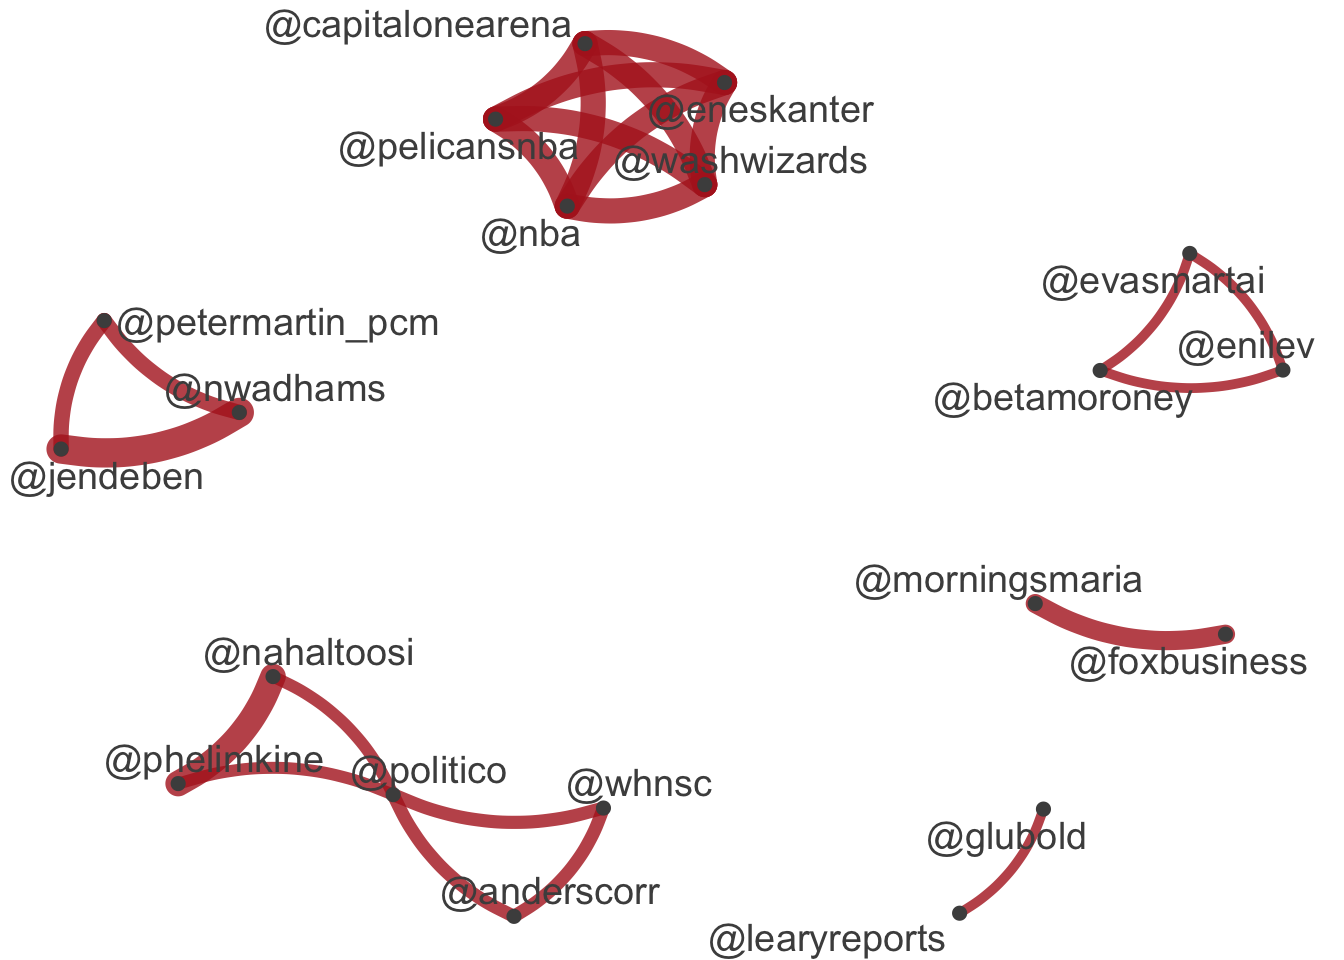 @capitalonearena
@eneskanter
@pelicansnba
@washwizards
@nba
@evasmartai
@petermartin_pcm
@enilev
@nwadhams
@betamoroney
@jendeben
@morningsmaria
@nahaltoosi
@foxbusiness
@phelimkine
@politico
@whnsc
@glubold
@anderscorr
@learyreports